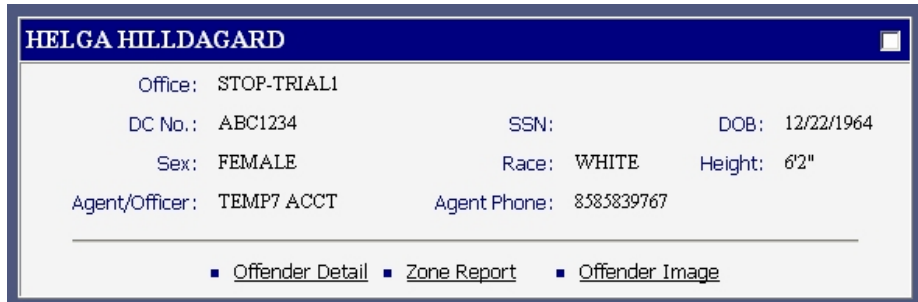 HELGA HILLDAGARD
Office: STOP-TRIAL1
DC No.: ABC1234 SSN: DOB: 12/22/1964
Sex: FEMALE Race: WHITE Height: 6'2"
Agent/Officer: TEMP7 ACCT Agent Phone: 8585839767
Offender Detail Zone Report Offender Image